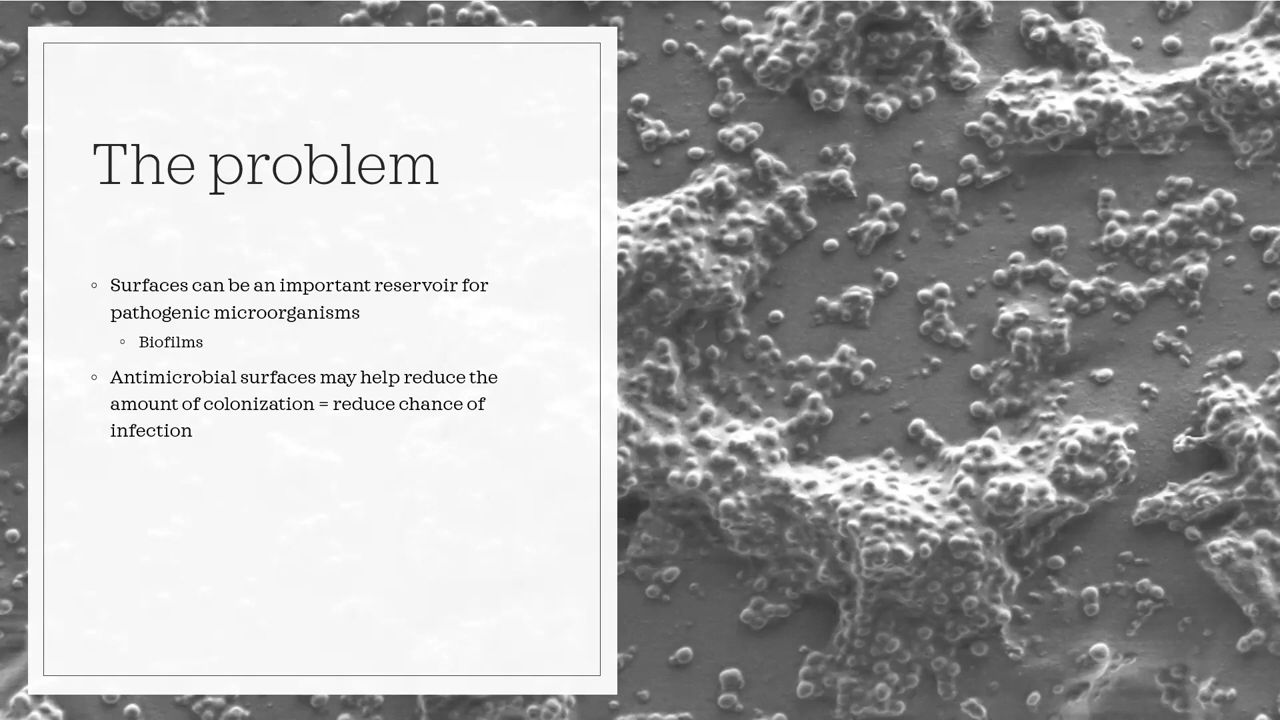 The problem
◦ Surfaces can be an important reservoir for
pathogenic microorganisms
◦ Biofilms
◦ Antimicrobial surfaces may help reduce the
amount of colonization = reduce chance of
infection